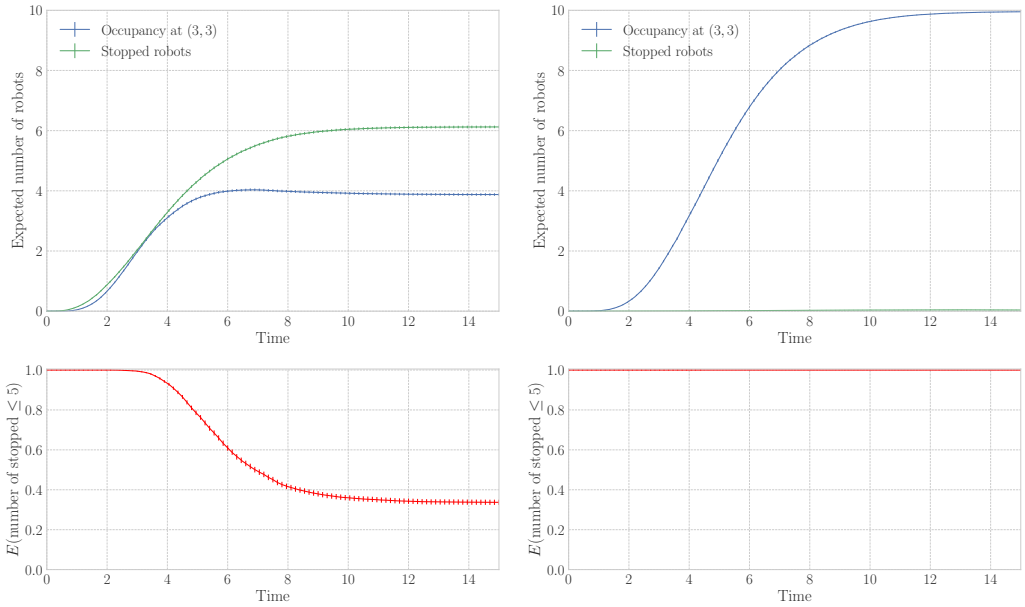 10
8
6
4
2
0
Expected number of robots
Occupancy at (3, 3)
Stopped robots
0 2 4 6 8 10 12 14
Time
10
8
6
4
2
0
Expected number of robots
Occupancy at (3, 3)
Stopped robots
0 2 4 6 8 10 12 14
Time
1.0
0.8
0.6
0.4
0.2
0.0
E(number of stopped ≤ 5)
0 2 4 6 8 10 12 14
Time
1.0
0.8
0.6
0.4
0.2
0.0
E(number of stopped ≤ 5)
0 2 4 6 8 10 12 14
Time